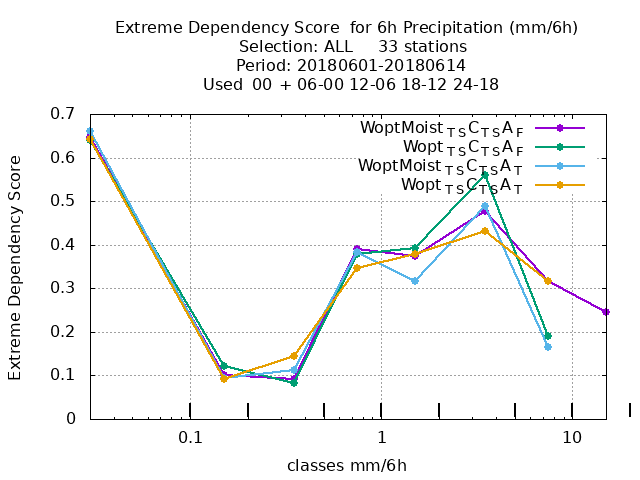 Extreme Dependency Score  for 6h Precipitation (mm/6h)
Selection: ALL     33 stations
Period: 20180601-20180614
Used  00 + 06-00 12-06 18-12 24-18
Extreme Dependency Score
0.7
0.6
0.5
0.4
0.3
0.2
0.1
0
WoptMoist TS C TS A F
Wopt TS C TS A F
WoptMoist TS C TS A T
Wopt TS C TS A T
0.1 1 10
classes mm/6h